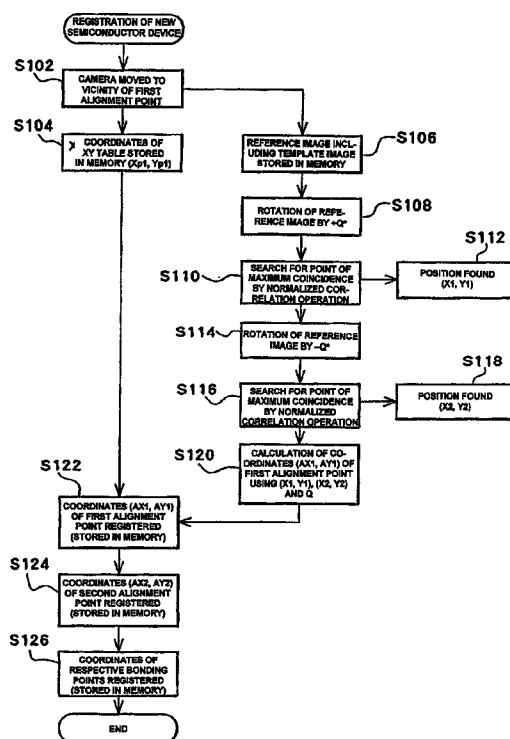 REGISTRATION OF NEW
SEMICONDUCTOR DEVICE
S102
CAMERA MOVED TO
VICINITY OF FIRST
ALIGNMENT POINT
S104
COORDINATES OF
XY TABLE STORED
IN MEMORY (Xp1, Yp1)
REFERENCE IMAGE INCLU-
DING TEMPLATE IMAGE
STORED IN MEMORY
S106
S108
ROTATION OF REFE-
RENCE IMAGE BY +Q°
S110
SEARCH FOR POINT OF
MAXIMUM COINCIDENCE
BY NORMALIZED COR-
RELATION OPERATION
S112
POSITION FOUND
(X1, Y1)
S114
ROTATION OF REFERENCE
IMAGE BY –Q°
S116
SEARCH FOR POINT OF
MAXIMUM COINCIDENCE
BY NORMALIZED
CORRELATION OPERATION
S118
POSITION FOUND
(X2, Y2)
S120
CALCULATION OF CO-
ORDINATES (AX1, AY1) OF
FIRST ALIGNMENT POINT
USING (X1, Y1), (X2, Y2)
AND Q
S122
COORDINATES (AX1, AY1)
OF FIRST ALIGNMENT
POINT REGISTERED
(STORED IN MEMORY)
S124
COORDINATES (AX2, AY2)
OF SECOND ALIGNMENT
POINT REGISTERED
(STORED IN MEMORY)
S126
COORDINATES OF
RESPECTIVE BONDING
POINTS REGISTERED
(STORED IN MEMORY)
END